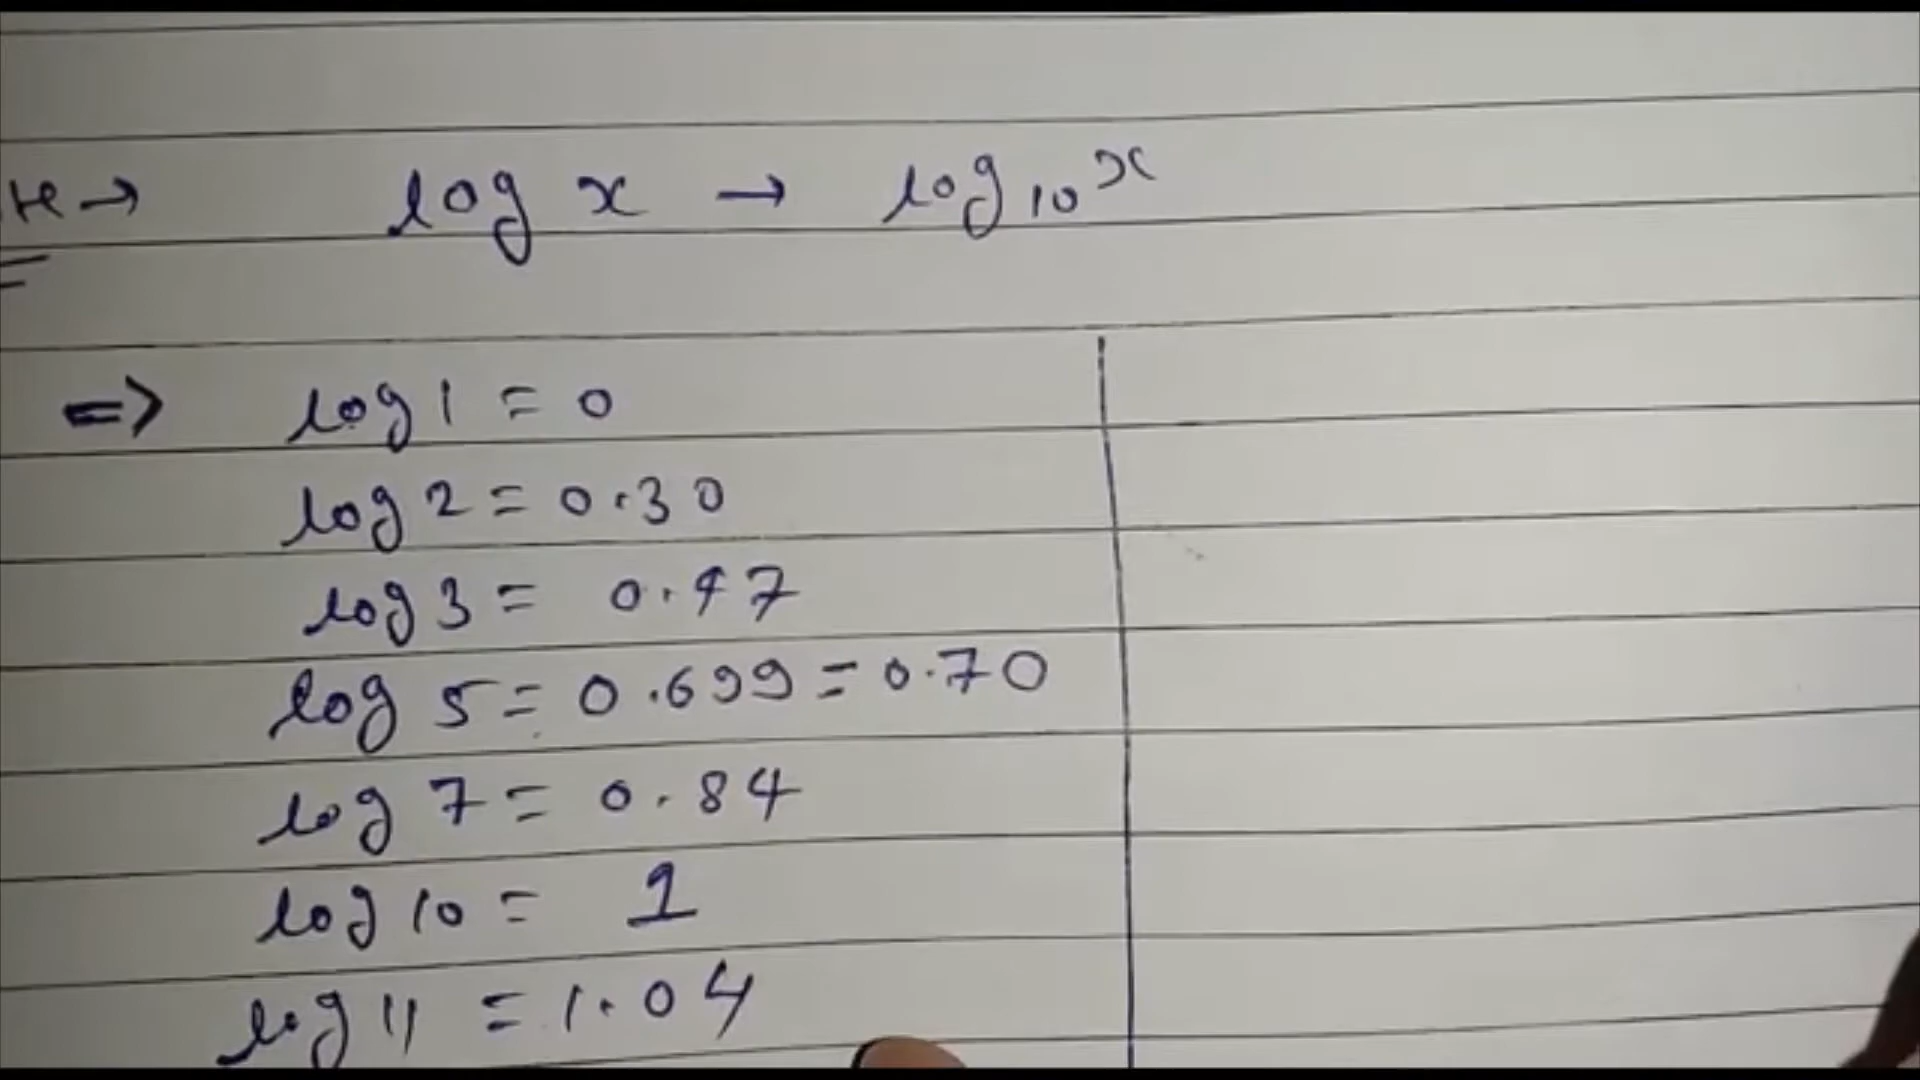 log x → log₁₀x
⇒ log 1 = 0
log 2 = 0.30
log 3 = 0.47
log 5 = 0.699 = 0.70
log 7 = 0.84
log 10 = 1
log 11 = 1.04